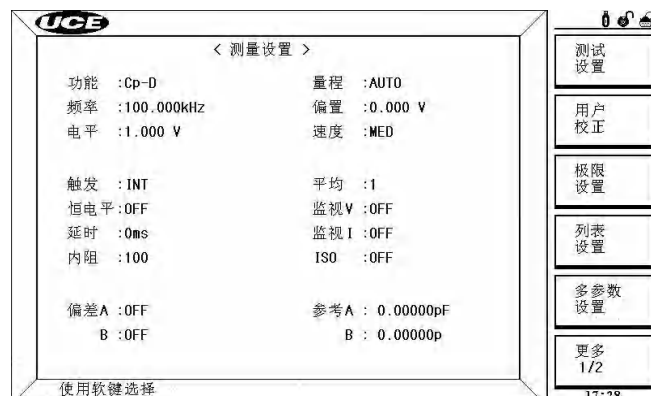 UCE
< 测量设置 >
功能 :Cp-D 量程 :AUTO
频率 :100.000kHz 偏置 :0.000 V
电平 :1.000 V 速度 :MED
触发 :INT 平均 :1
恒电平:OFF 监视V :OFF
延时 :0ms 监视I :OFF
内阻 :100 ISO :OFF
偏差A :OFF 参考A : 0.00000pF
B :OFF B : 0.00000p
使用软键选择
测试
设置
用户
校正
极限
设置
列表
设置
多参数
设置
更多
1/2
17:28